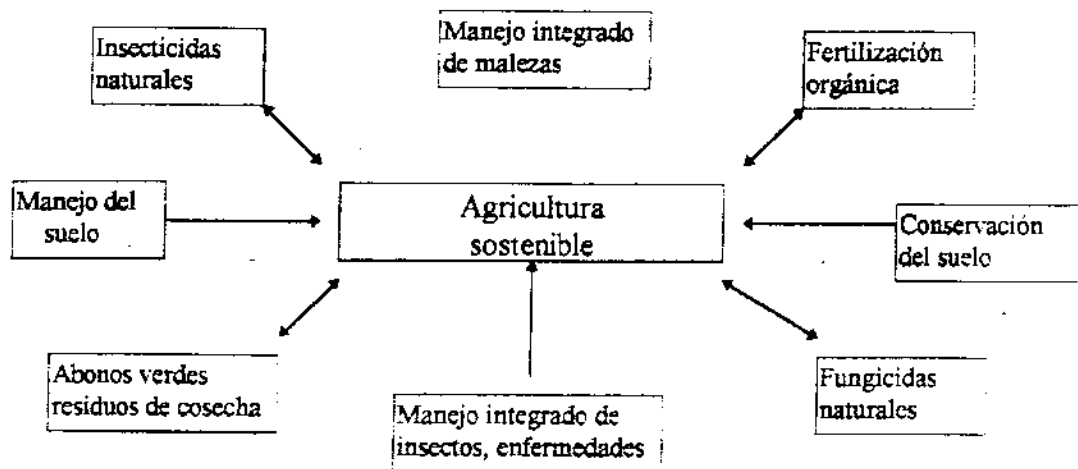 Insecticidas
naturales
Manejo integrado
de malezas
Fertilización
orgánica
Manejo del
suelo
Agricultura
sostenible
Conservación
del suelo
Abonos verdes
residuos de cosecha
Manejo integrado de
insectos, enfermedades
Fungicidas
naturales